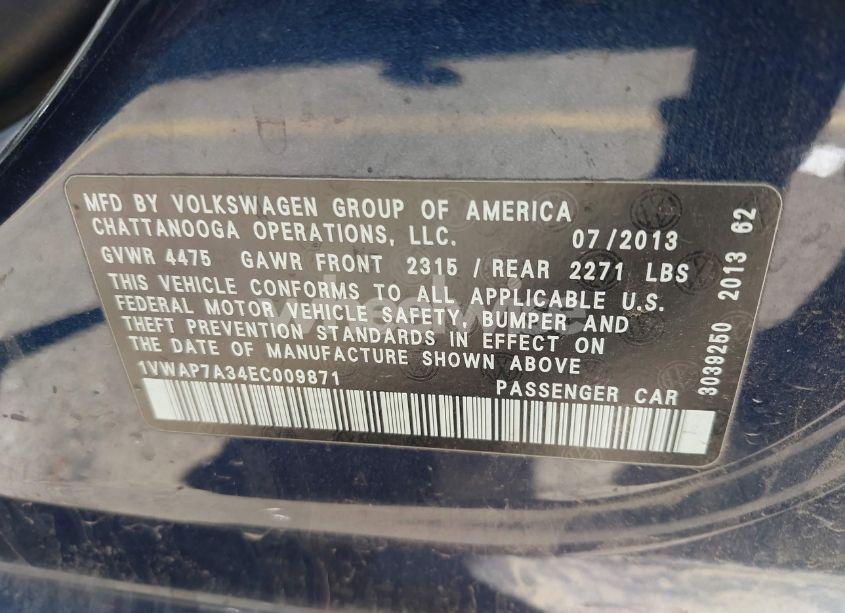 MFD BY VOLKSWAGEN GROUP OF AMERICA
CHATTANOOGA OPERATIONS, LLC. 07/2013
GVWR 4475 GAWR FRONT 2315 / REAR 2271 LBS
THIS VEHICLE CONFORMS TO ALL APPLICABLE U.S.
FEDERAL MOTOR VEHICLE SAFETY, BUMPER AND
THEFT PREVENTION STANDARDS IN EFFECT ON
THE DATE OF MANUFACTURE SHOWN ABOVE
1VWAP7A34EC009871 PASSENGER CAR
3039250 2013 62